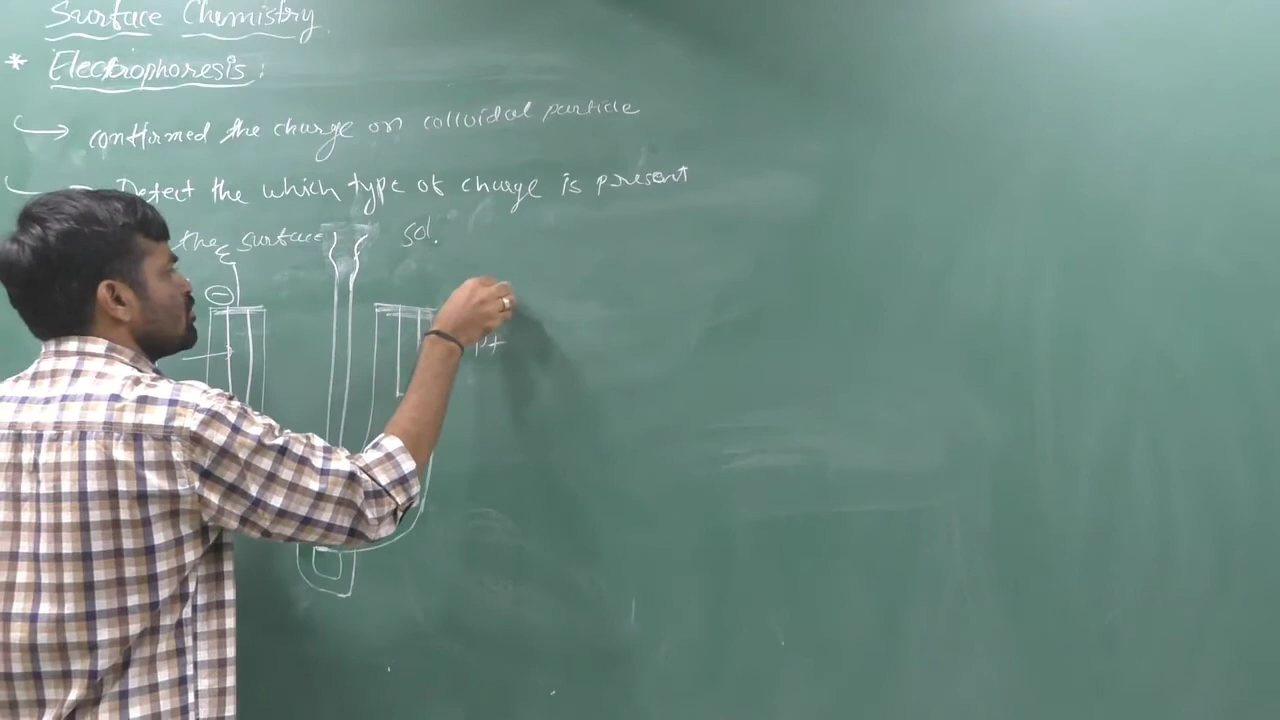 Surface Chemistry
* Electrophoresis:
confirmed the charge on colloidal particle
Detect the which type of charge is present
the surface sol.
⊖
Pt